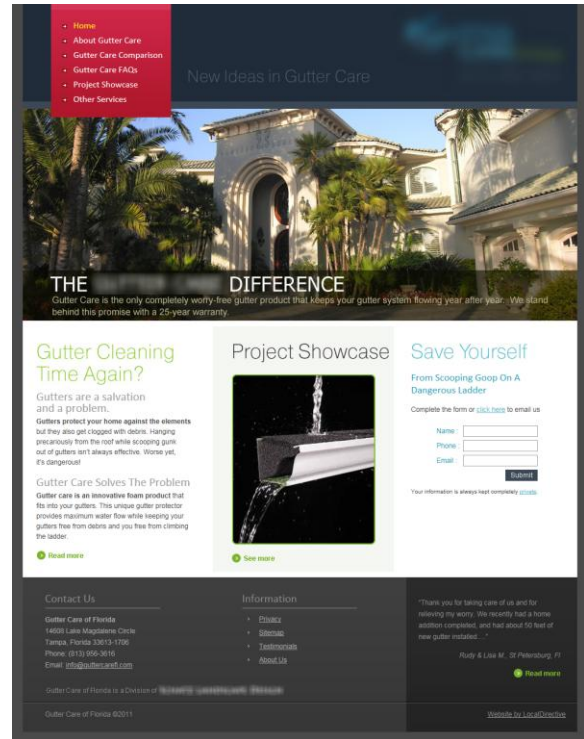 Home
About Gutter Care
Gutter Care Comparison
Gutter Care FAQs
Project Showcase
Other Services
New Ideas in Gutter Care
THE DIFFERENCE
Gutter Care is the only completely worry-free gutter product that keeps your gutter system flowing year after year. We stand
behind this promise with a 25-year warranty.
Gutter Cleaning
Time Again?
Gutters are a salvation
and a problem.
Gutters protect your home against the elements
but they also get clogged with debris. Hanging
precariously from the roof while scooping gunk
out of gutters isn't always effective. Worse yet,
it's dangerous!
Gutter Care Solves The Problem
Gutter care is an innovative foam product that
fits into your gutters. This unique gutter protector
provides maximum water flow while keeping your
gutters free from debris and you free from climbing
the ladder.
Read more
Project Showcase
See more
Save Yourself
From Scooping Goop On A
Dangerous Ladder
Complete the form or click here to email us
Name :
Phone :
Email :
Submit
Your information is always kept completely private.
Contact Us
Gutter Care of Florida
14608 Lake Magdalene Circle
Tampa, Florida 33613-1706
Phone: (813) 956-3616
Email: info@guttercarefl.com
Gutter Care of Florida is a Division of
Gutter Care of Florida ©2011
Information
Privacy
Sitemap
Testimonials
About Us
"Thank you for taking care of us and for
relieving my worry. We recently had a home
addition completed, and had about 50 feet of
new gutter installed...."
Rudy & Lisa M., St Petersburg, FL
Read more
Website by LocalDirective